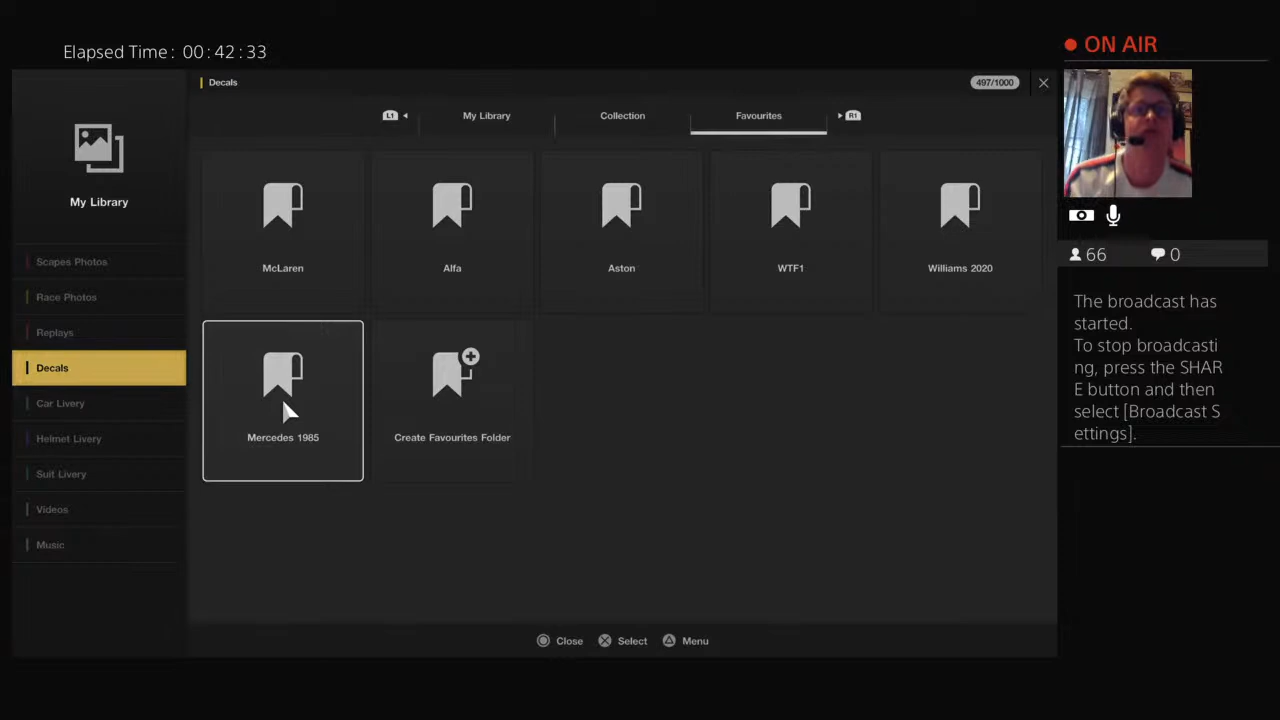 Elapsed Time: 00:42:33
ON AIR
Decals
497/1000
My Library
L1
My Library
Collection
Favourites
R1
McLaren
Alfa
Aston
WTF1
Williams 2020
Mercedes 1985
Create Favourites Folder
Scapes Photos
Race Photos
Replays
Decals
Car Livery
Helmet Livery
Suit Livery
Videos
Music
Close
Select
Menu
66
0
The broadcast has
started.
To stop broadcasti
ng, press the SHAR
E button and then
select [Broadcast S
ettings].